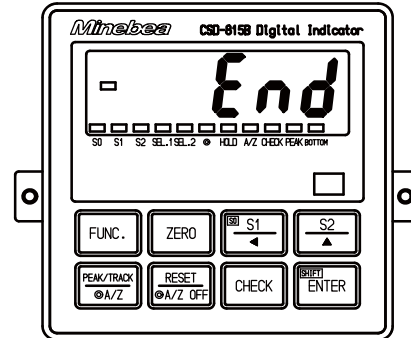 Minebea CSD-815B Digital Indicator
End
S0 S1 S2 SEL.1 SEL.2 ◎ HOLD A/Z CHECK PEAK BOTTOM
FUNC. ZERO S0 S1 ◀ S2 ▲
PEAK/TRACK ◎A/Z RESET ◎A/Z OFF CHECK SHIFT ENTER